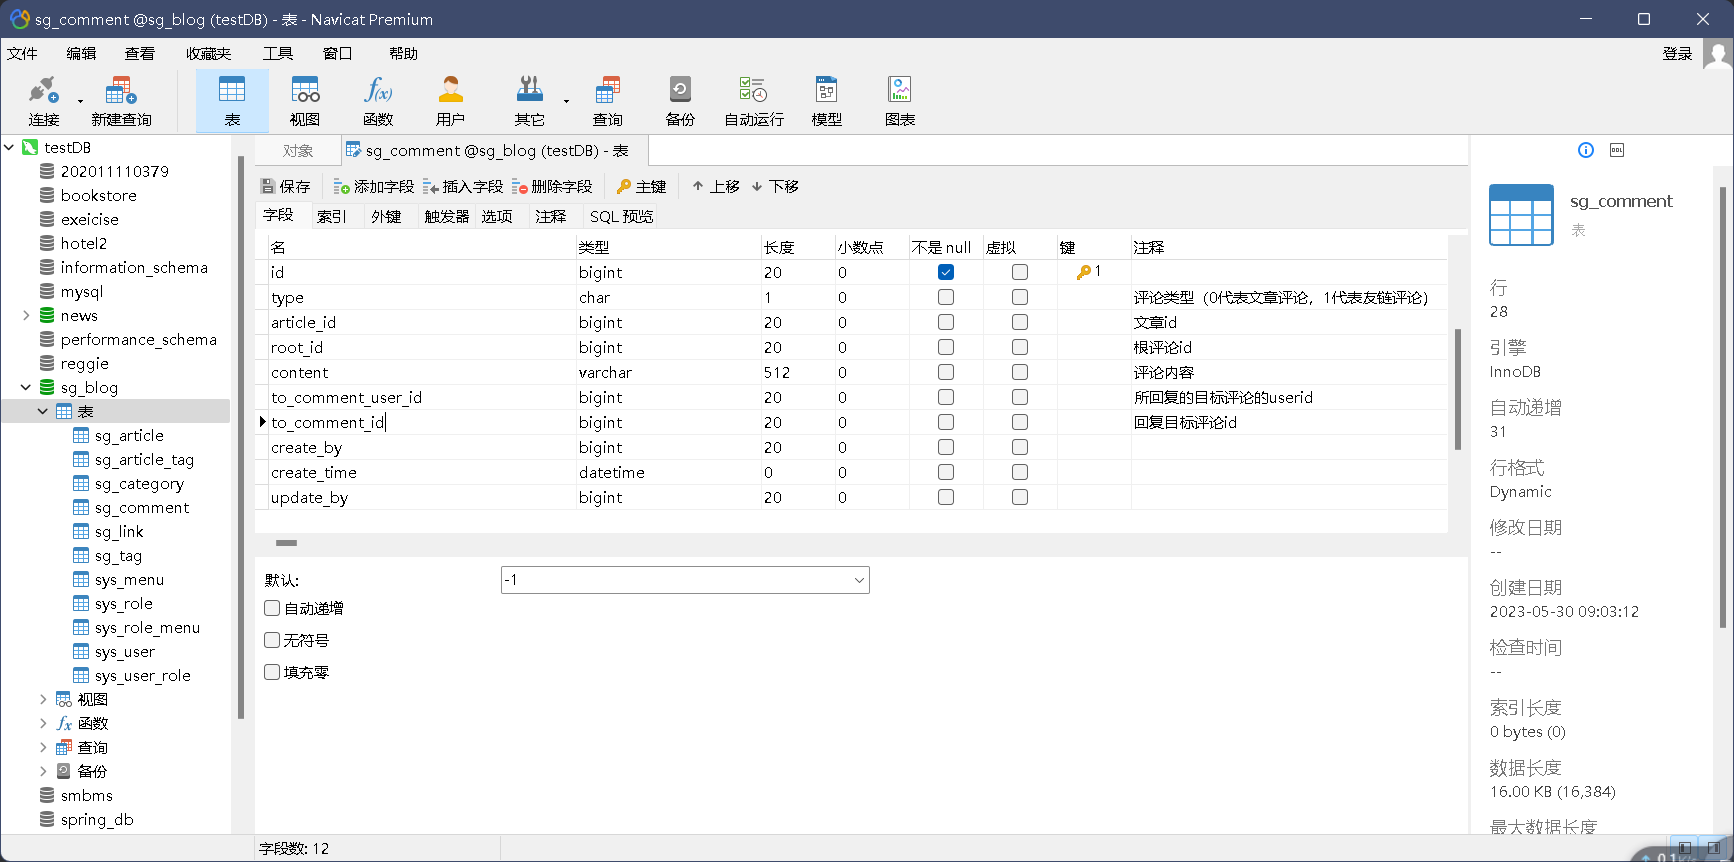 sg_comment @sg_blog (testDB) - 表 - Navicat Premium
文件 编辑 查看 收藏夹 工具 窗口 帮助 登录
连接 新建查询 表 视图 函数 用户 其它 查询 备份 自动运行 模型 图表
testDB
202011110379
bookstore
exeicise
hotel2
information_schema
mysql
news
performance_schema
reggie
sg_blog
表
sg_article
sg_article_tag
sg_category
sg_comment
sg_link
sg_tag
sys_menu
sys_role
sys_role_menu
sys_user
sys_user_role
视图
函数
查询
备份
smbms
spring_db
对象 sg_comment @sg_blog (testDB) - 表
保存 添加字段 插入字段 删除字段 主键 上移 下移
字段 索引 外键 触发器 选项 注释 SQL 预览
名 类型 长度 小数点 不是 null 虚拟 键 注释
id bigint 20 0 1
type char 1 0 评论类型（0代表文章评论，1代表友链评论）
article_id bigint 20 0 文章id
root_id bigint 20 0 根评论id
content varchar 512 0 评论内容
to_comment_user_id bigint 20 0 所回复的目标评论的userid
to_comment_id bigint 20 0 回复目标评论id
create_by bigint 20 0
create_time datetime 0 0
update_by bigint 20 0
默认: -1
自动递增
无符号
填充零
DDL
sg_comment
表
行
28
引擎
InnoDB
自动递增
31
行格式
Dynamic
修改日期
--
创建日期
2023-05-30 09:03:12
检查时间
--
索引长度
0 bytes (0)
数据长度
16.00 KB (16,384)
最大数据长度
字段数: 12